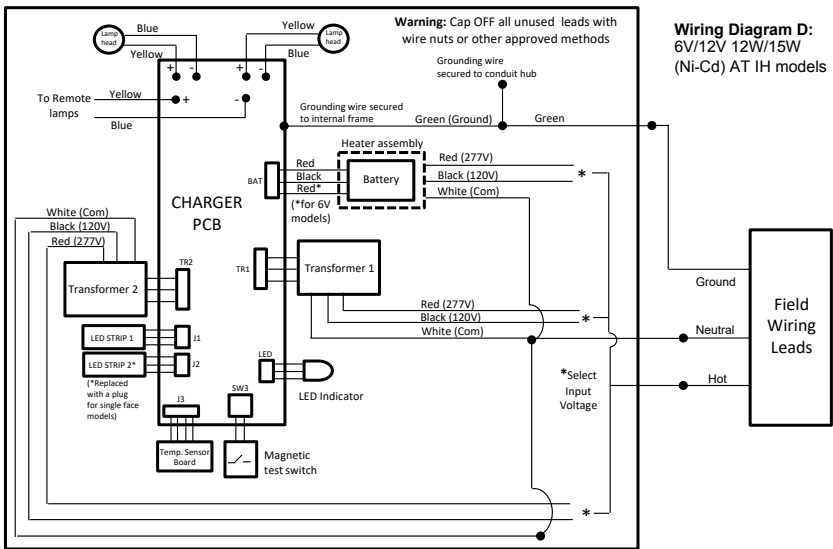 Lamp
head
Blue
Yellow
Yellow
Blue
Lamp
head
+ -
+ -
Warning: Cap OFF all unused leads with
wire nuts or other approved methods
Wiring Diagram D:
6V/12V 12W/15W
(Ni-Cd) AT IH models
Grounding wire
secured to conduit hub
To Remote
lamps
Yellow
Blue
+
-
Grounding wire secured
to internal frame
Green (Ground)
Green
Heater assembly
BAT
Red
Black
Red*
(*for 6V
models)
Battery
Red (277V)
Black (120V)
White (Com)
*
CHARGER
PCB
White (Com)
Black (120V)
Red (277V)
Transformer 2
TR2
TR1
Transformer 1
Red (277V)
Black (120V)
White (Com)
*
Ground
Neutral
Hot
Field
Wiring
Leads
LED STRIP 1
J1
LED STRIP 2*
J2
(*Replaced
with a plug
for single face
models)
LED
LED Indicator
*Select
Input
Voltage
J3
SW3
Temp. Sensor
Board
Magnetic
test switch
*